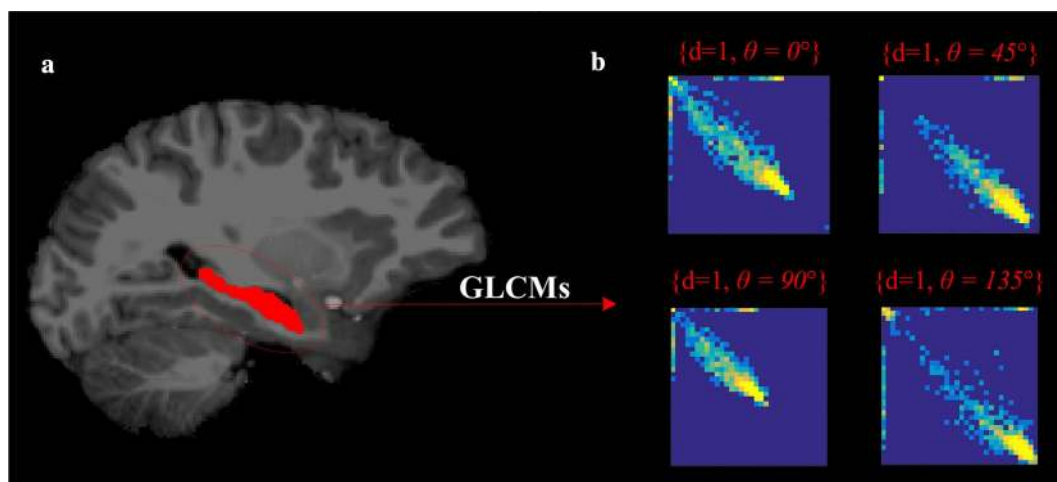 a
b
{d=1, θ = 0°}
{d=1, θ = 45°}
GLCMs
{d=1, θ = 90°}
{d=1, θ = 135°}